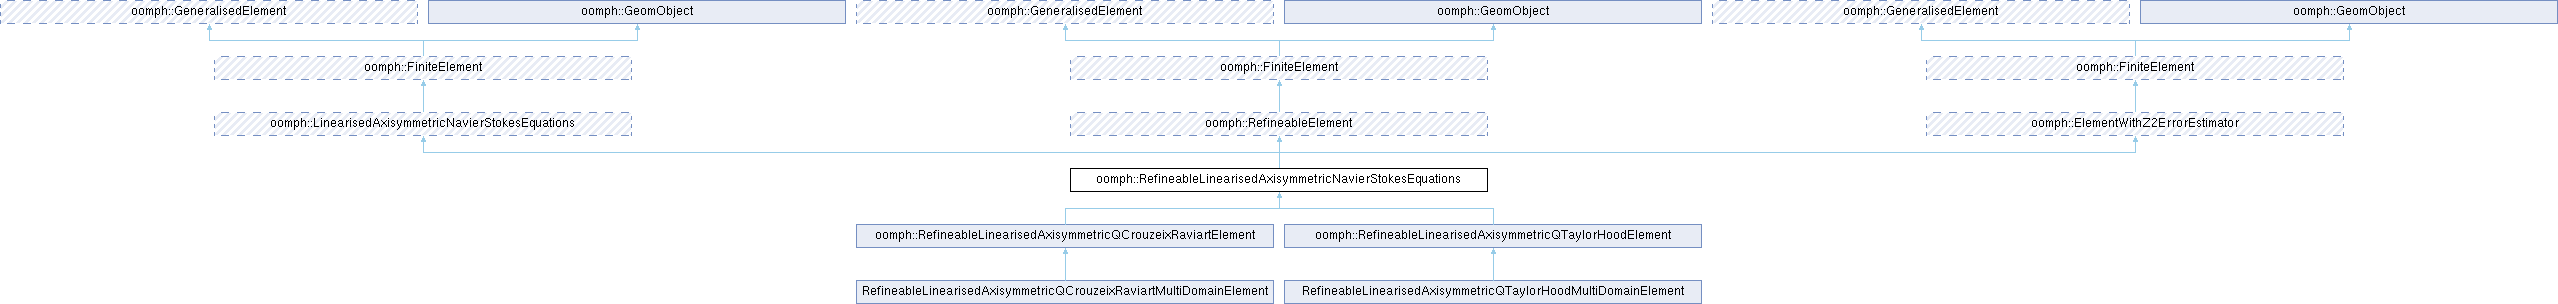 oomph::GeneralisedElement
oomph::GeomObject
oomph::GeneralisedElement
oomph::GeomObject
oomph::GeneralisedElement
oomph::GeomObject
oomph::FiniteElement
oomph::FiniteElement
oomph::FiniteElement
oomph::LinearisedAxisymmetricNavierStokesEquations
oomph::RefineableElement
oomph::ElementWithZ2ErrorEstimator
oomph::RefineableLinearisedAxisymmetricNavierStokesEquations
oomph::RefineableLinearisedAxisymmetricQCrouzeixRaviartElement
oomph::RefineableLinearisedAxisymmetricQTaylorHoodElement
RefineableLinearisedAxisymmetricQCrouzeixRaviartMultiDomainElement
RefineableLinearisedAxisymmetricQTaylorHoodMultiDomainElement